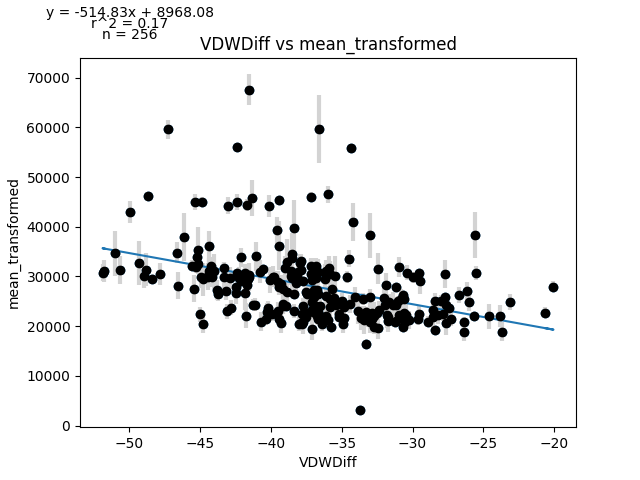 y = -514.83x + 8968.08
r^2 = 0.17
n = 256
VDWDiff vs mean_transformed
70000
60000
50000
40000
30000
20000
10000
0
mean_transformed
−50
−45
−40
−35
−30
−25
−20
VDWDiff